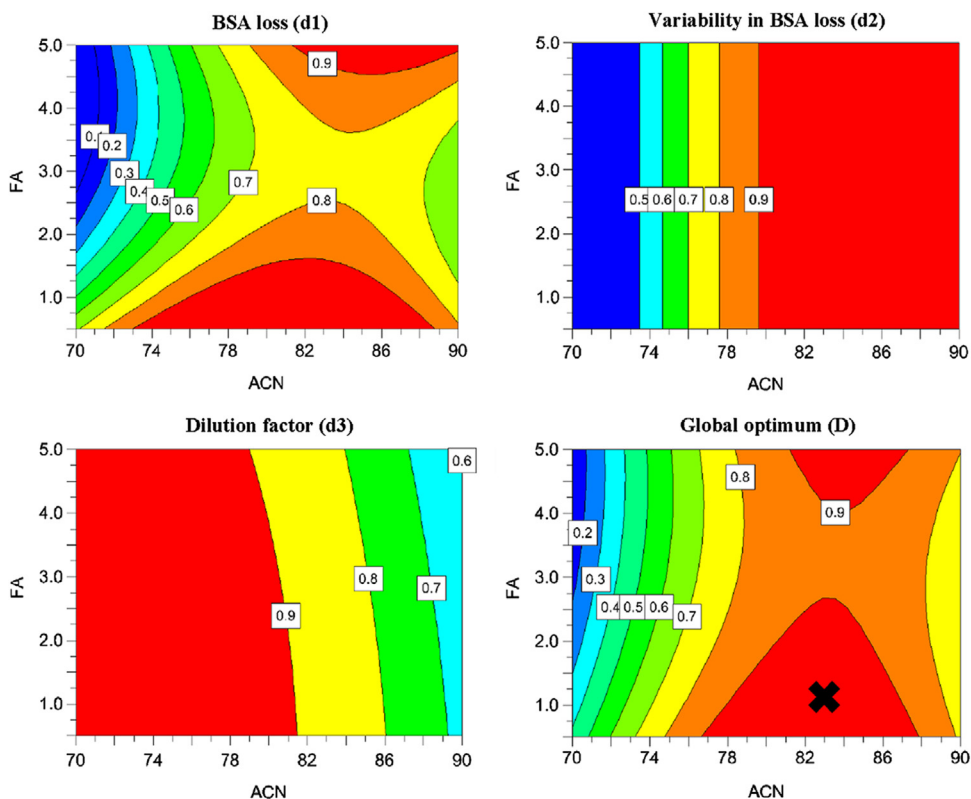 BSA loss (d1)
5.0
4.0
3.0
2.0
1.0
FA
0.9
0.1
0.2
0.3
0.4
0.5
0.6
0.7
0.8
70 74 78 82 86 90
ACN
Variability in BSA loss (d2)
5.0
4.0
3.0
2.0
1.0
FA
0.5 0.6 0.7 0.8 0.9
70 74 78 82 86 90
ACN
Dilution factor (d3)
5.0
4.0
3.0
2.0
1.0
FA
0.6
0.8
0.7
0.9
70 74 78 82 86 90
ACN
Global optimum (D)
5.0
4.0
3.0
2.0
1.0
FA
0.8
0.9
0.2
0.3
0.4 0.5 0.6
0.7
70 74 78 82 86 90
ACN